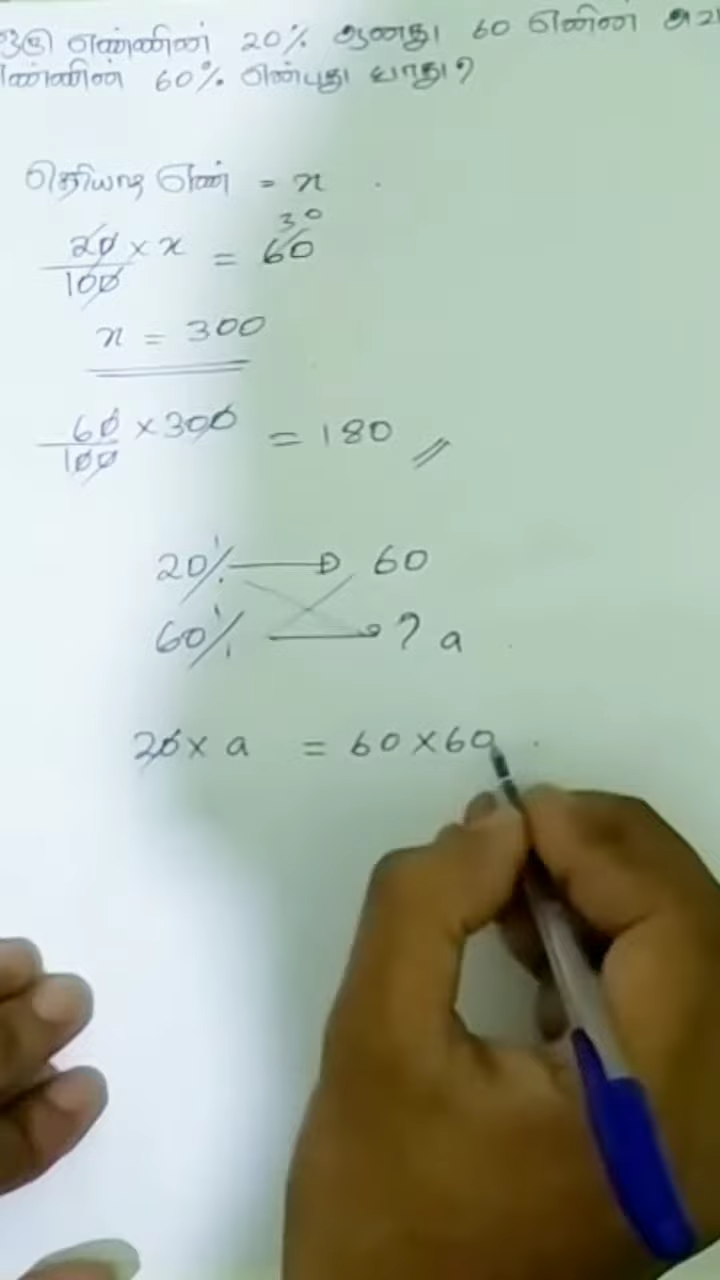 எண்ணின் 20% ஆனது 60 எனின்
எண்ணின் 60% என்பது யாது?
எண் = x
20/100 × x = 60
30
x = 300
60/100 × 300 = 180 //
20% → 60
60% → ? a
20 × a = 60 × 60